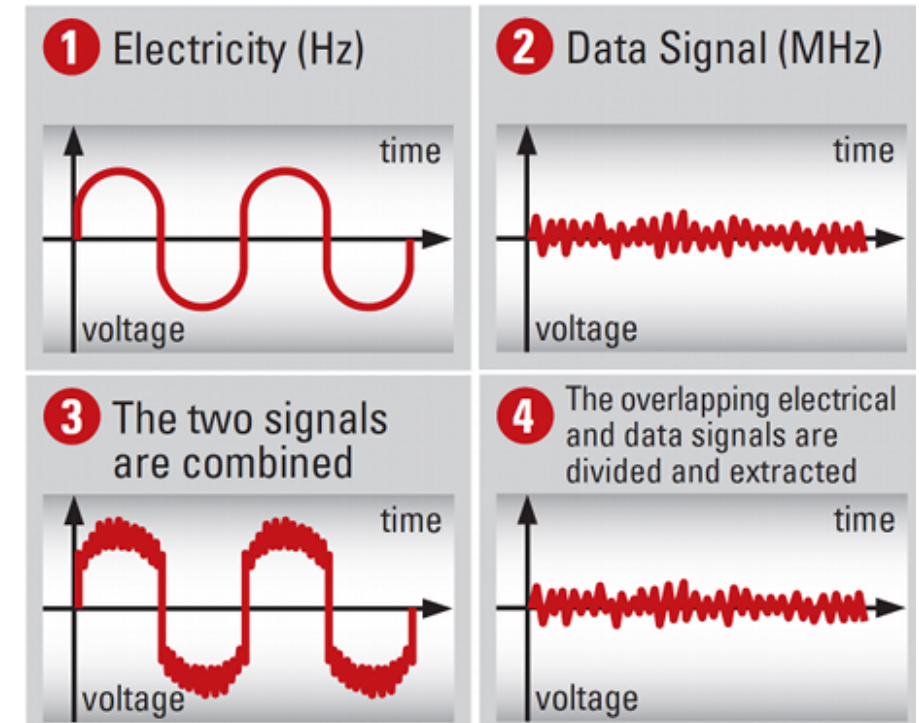 1 Electricity (Hz)
time
voltage
2 Data Signal (MHz)
time
voltage
3 The two signals
are combined
time
voltage
4 The overlapping electrical
and data signals are
divided and extracted
time
voltage